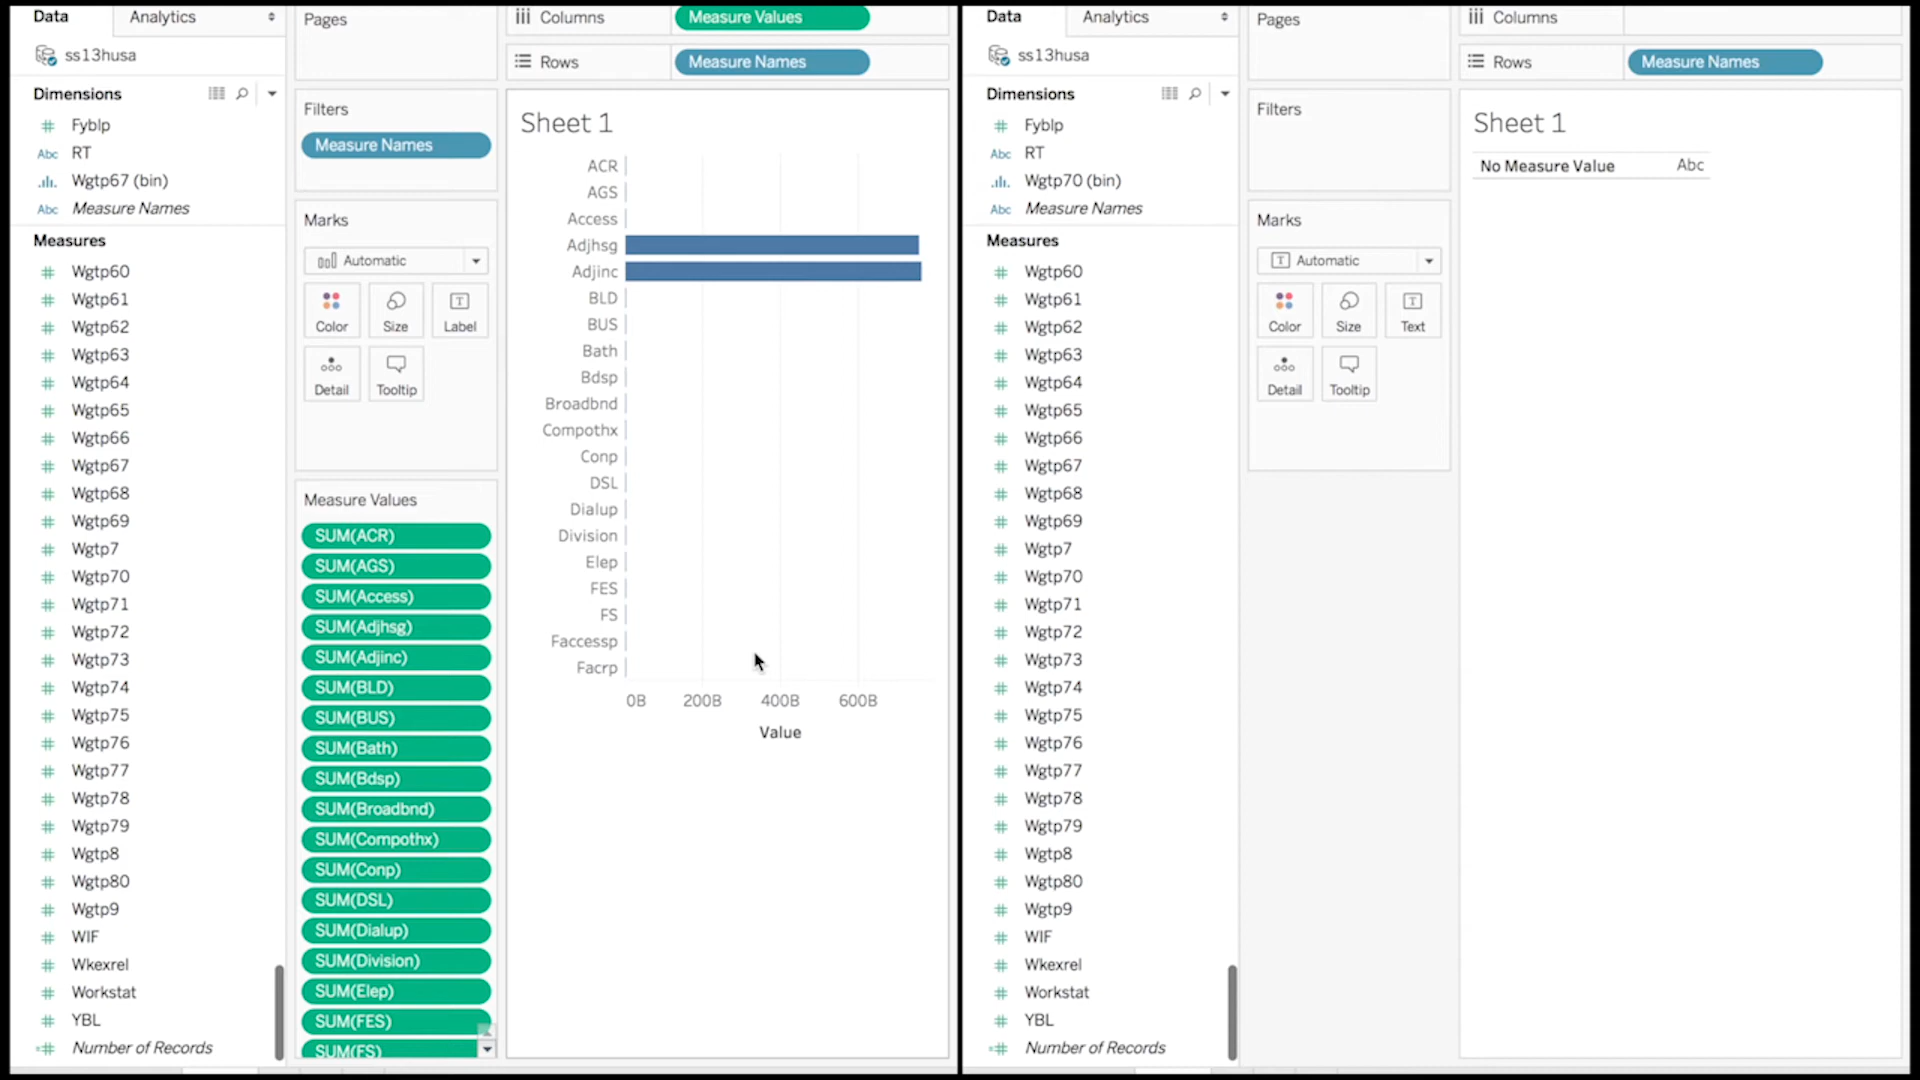 Data
Analytics
ss13husa
Dimensions
Fyblp
Abc RT
Wgtp67 (bin)
Abc Measure Names
Measures
Wgtp60
Wgtp61
Wgtp62
Wgtp63
Wgtp64
Wgtp65
Wgtp66
Wgtp67
Wgtp68
Wgtp69
Wgtp7
Wgtp70
Wgtp71
Wgtp72
Wgtp73
Wgtp74
Wgtp75
Wgtp76
Wgtp77
Wgtp78
Wgtp79
Wgtp8
Wgtp80
Wgtp9
WIF
Wkexrel
Workstat
YBL
Number of Records
Pages
Filters
Measure Names
Marks
Automatic
Color Size Label
Detail Tooltip
Measure Values
SUM(ACR)
SUM(AGS)
SUM(Access)
SUM(Adjhsg)
SUM(Adjinc)
SUM(BLD)
SUM(BUS)
SUM(Bath)
SUM(Bdsp)
SUM(Broadbnd)
SUM(Compothx)
SUM(Conp)
SUM(DSL)
SUM(Dialup)
SUM(Division)
SUM(Elep)
SUM(FES)
SUM(FS)
Columns Measure Values
Rows Measure Names
Sheet 1
ACR
AGS
Access
Adjhsg
Adjinc
BLD
BUS
Bath
Bdsp
Broadbnd
Compothx
Conp
DSL
Dialup
Division
Elep
FES
FS
Faccessp
Facrp
0B 200B 400B 600B
Value
Data
Analytics
ss13husa
Dimensions
Fyblp
Abc RT
Wgtp70 (bin)
Abc Measure Names
Measures
Wgtp60
Wgtp61
Wgtp62
Wgtp63
Wgtp64
Wgtp65
Wgtp66
Wgtp67
Wgtp68
Wgtp69
Wgtp7
Wgtp70
Wgtp71
Wgtp72
Wgtp73
Wgtp74
Wgtp75
Wgtp76
Wgtp77
Wgtp78
Wgtp79
Wgtp8
Wgtp80
Wgtp9
WIF
Wkexrel
Workstat
YBL
Number of Records
Pages
Filters
Marks
Automatic
Color Size Text
Detail Tooltip
Columns
Rows Measure Names
Sheet 1
No Measure Value Abc